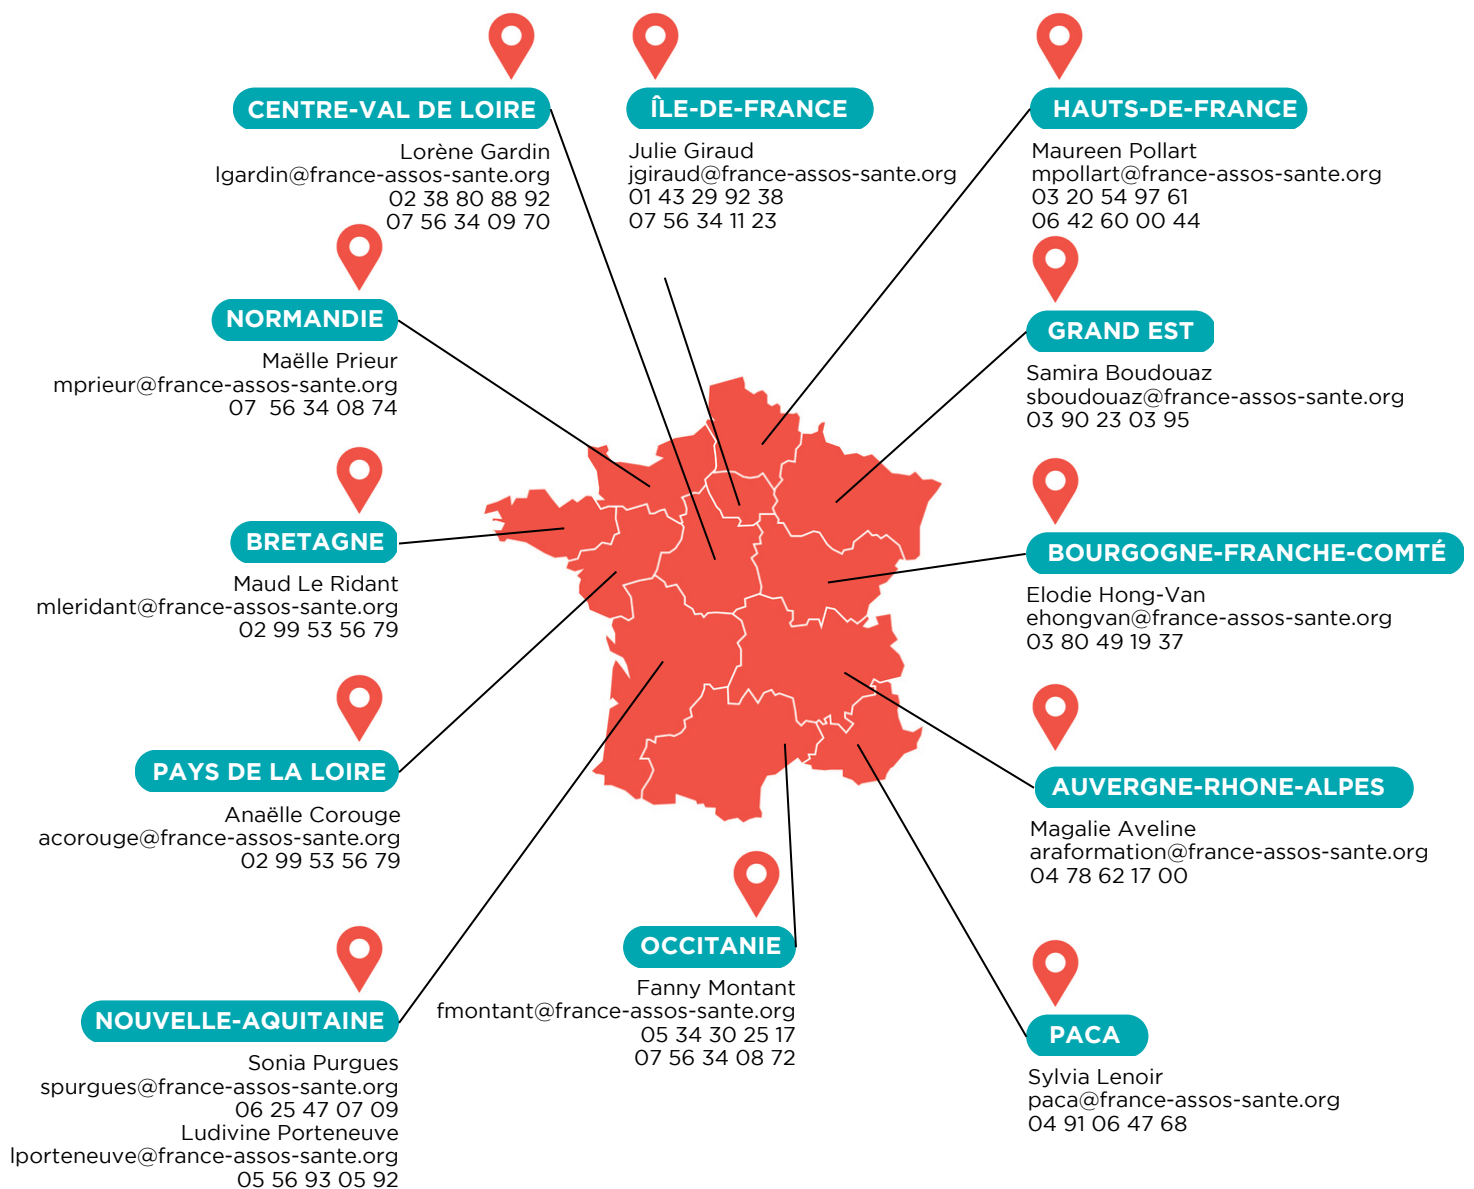 CENTRE-VAL DE LOIRE
Lorène Gardin
lgardin@france-assos-sante.org
02 38 80 88 92
07 56 34 09 70
ÎLE-DE-FRANCE
Julie Giraud
jgiraud@france-assos-sante.org
01 43 29 92 38
07 56 34 11 23
HAUTS-DE-FRANCE
Maureen Pollart
mpollart@france-assos-sante.org
03 20 54 97 61
06 42 60 00 44
NORMANDIE
Maëlle Prieur
mprieur@france-assos-sante.org
07 56 34 08 74
GRAND EST
Samira Boudouaz
sboudouaz@france-assos-sante.org
03 90 23 03 95
BRETAGNE
Maud Le Ridant
mleridant@france-assos-sante.org
02 99 53 56 79
BOURGOGNE-FRANCHE-COMTÉ
Elodie Hong-Van
ehongvan@france-assos-sante.org
03 80 49 19 37
PAYS DE LA LOIRE
Anaëlle Corouge
acorouge@france-assos-sante.org
02 99 53 56 79
AUVERGNE-RHONE-ALPES
Magalie Aveline
araformation@france-assos-sante.org
04 78 62 17 00
NOUVELLE-AQUITAINE
Sonia Purgues
spurgues@france-assos-sante.org
06 25 47 07 09
Ludivine Porteneuve
lporteneuve@france-assos-sante.org
05 56 93 05 92
OCCITANIE
Fanny Montant
fmontant@france-assos-sante.org
05 34 30 25 17
07 56 34 08 72
PACA
Sylvia Lenoir
paca@france-assos-sante.org
04 91 06 47 68